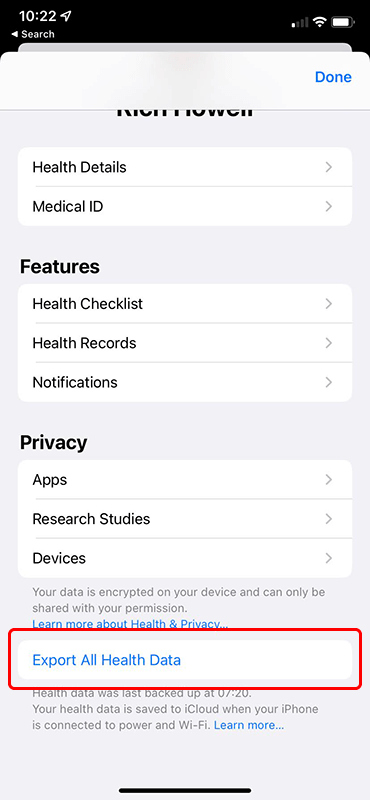 10:22
◀ Search
Done
Rich Howell
Health Details
Medical ID
Features
Health Checklist
Health Records
Notifications
Privacy
Apps
Research Studies
Devices
Your data is encrypted on your device and can only be
shared with your permission.
Learn more about Health & Privacy...
Export All Health Data
Health data was last backed up at 07:20.
Your health data is saved to iCloud when your iPhone
is connected to power and Wi-Fi. Learn more...